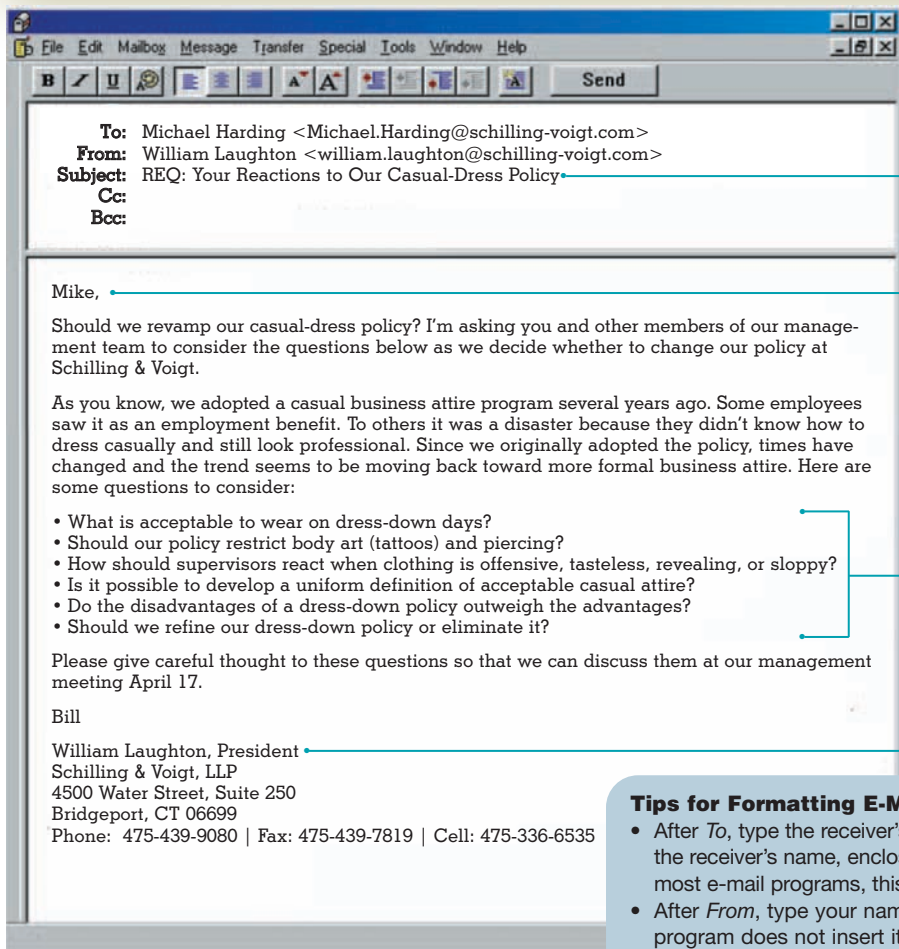 File Edit Mailbox Message Transfer Special Tools Window Help
B I U A A A Send
To: Michael Harding <Michael.Harding@schilling-voigt.com>
From: William Laughton <william.laughton@schilling-voigt.com>
Subject: REQ: Your Reactions to Our Casual-Dress Policy
Cc:
Bcc:
Mike,
Should we revamp our casual-dress policy? I'm asking you and other members of our manage-
ment team to consider the questions below as we decide whether to change our policy at
Schilling & Voigt.
As you know, we adopted a casual business attire program several years ago. Some employees
saw it as an employment benefit. To others it was a disaster because they didn't know how to
dress casually and still look professional. Since we originally adopted the policy, times have
changed and the trend seems to be moving back toward more formal business attire. Here are
some questions to consider:
• What is acceptable to wear on dress-down days?
• Should our policy restrict body art (tattoos) and piercing?
• How should supervisors react when clothing is offensive, tasteless, revealing, or sloppy?
• Is it possible to develop a uniform definition of acceptable casual attire?
• Do the disadvantages of a dress-down policy outweigh the advantages?
• Should we refine our dress-down policy or eliminate it?
Please give careful thought to these questions so that we can discuss them at our management
meeting April 17.
Bill
William Laughton, President
Schilling & Voigt, LLP
4500 Water Street, Suite 250
Bridgeport, CT 06699
Phone: 475-439-9080 | Fax: 475-439-7819 | Cell: 475-336-6535
Tips for Formatting E-M
• After To, type the receiver'
the receiver's name, enclo
most e-mail programs, this
• After From, type your nam
program does not insert it